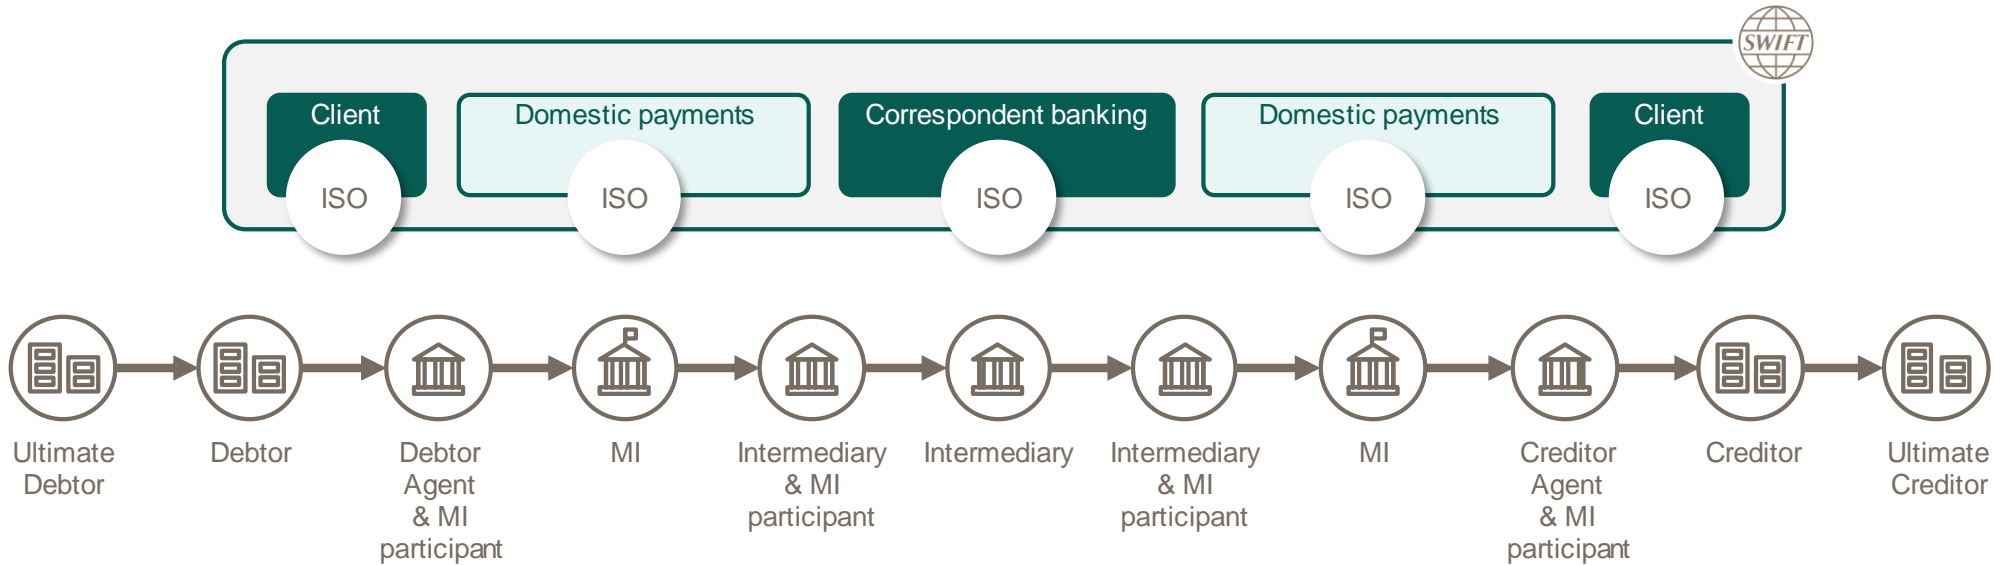 SWIFT
Client
Domestic payments
Correspondent banking
Domestic payments
Client
ISO
ISO
ISO
ISO
ISO
Ultimate
Debtor
Debtor
Debtor
Agent
& MI
participant
MI
Intermediary
& MI
participant
Intermediary
Intermediary
& MI
participant
MI
Creditor
Agent
& MI
participant
Creditor
Ultimate
Creditor